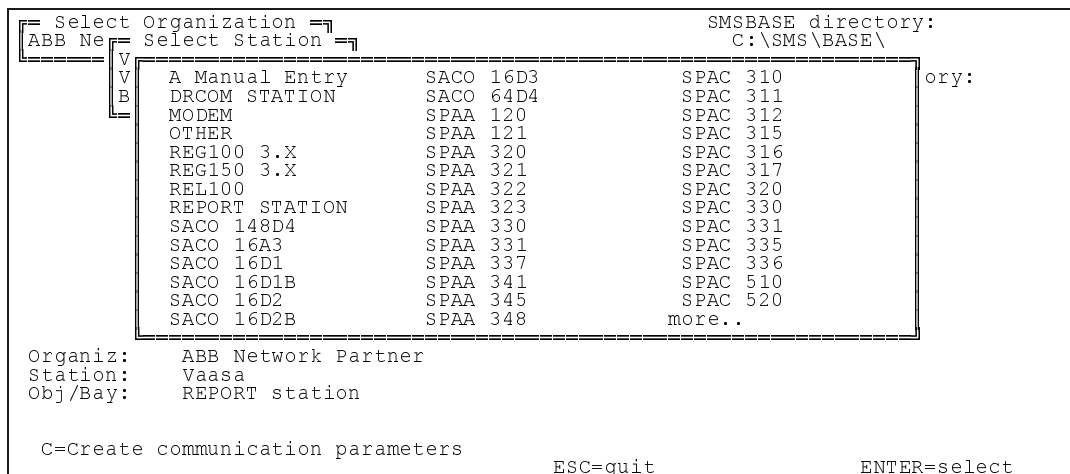 Select Organization SMSBASE directory:
ABB Ne Select Station C:\SMS\BASE\
V
V A Manual Entry SACO 16D3 SPAC 310 ory:
B DRCOM STATION SACO 64D4 SPAC 311
MODEM SPAA 120 SPAC 312
OTHER SPAA 121 SPAC 315
REG100 3.X SPAA 320 SPAC 316
REG150 3.X SPAA 321 SPAC 317
REL100 SPAA 322 SPAC 320
REPORT STATION SPAA 323 SPAC 330
SACO 148D4 SPAA 330 SPAC 331
SACO 16A3 SPAA 331 SPAC 335
SACO 16D1 SPAA 337 SPAC 336
SACO 16D1B SPAA 341 SPAC 510
SACO 16D2 SPAA 345 SPAC 520
SACO 16D2B SPAA 348 more..
Organiz: ABB Network Partner
Station: Vaasa
Obj/Bay: REPORT station
C=Create communication parameters
ESC=quit ENTER=select